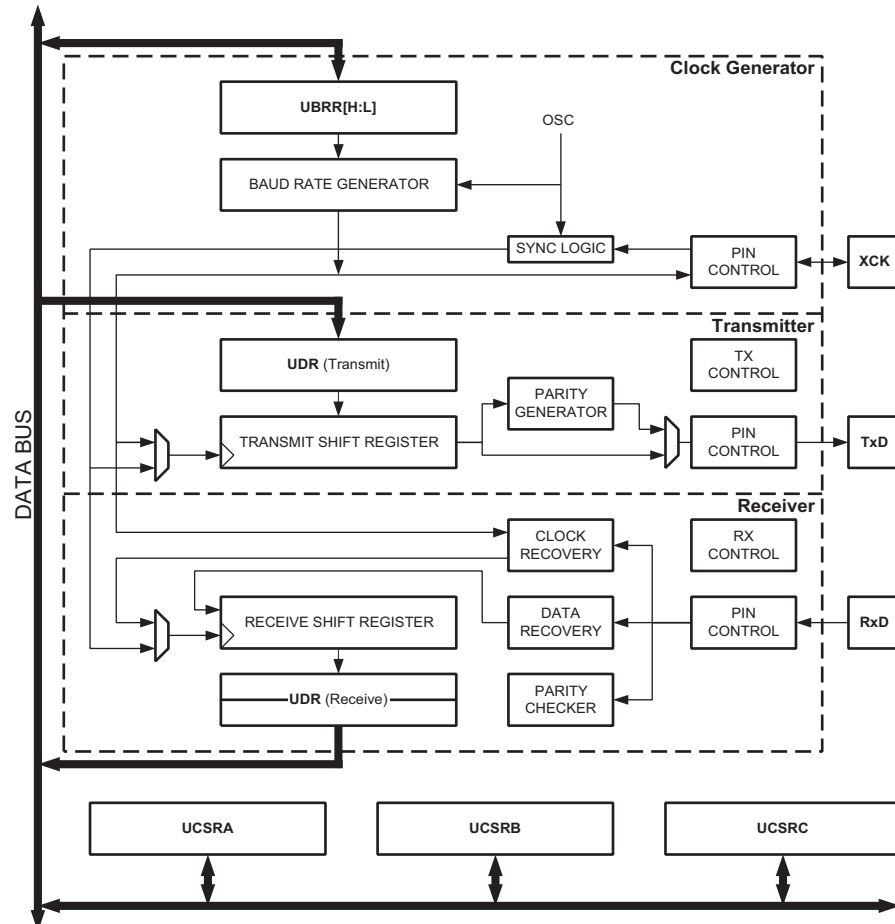 Clock Generator
UBRR[H:L]
OSC
BAUD RATE GENERATOR
SYNC LOGIC
PIN
CONTROL
XCK
Transmitter
UDR (Transmit)
TX
CONTROL
PARITY
GENERATOR
TRANSMIT SHIFT REGISTER
PIN
CONTROL
TxD
DATA BUS
Receiver
CLOCK
RECOVERY
RX
CONTROL
RECEIVE SHIFT REGISTER
DATA
RECOVERY
PIN
CONTROL
RxD
UDR (Receive)
PARITY
CHECKER
UCSRA
UCSRB
UCSRC